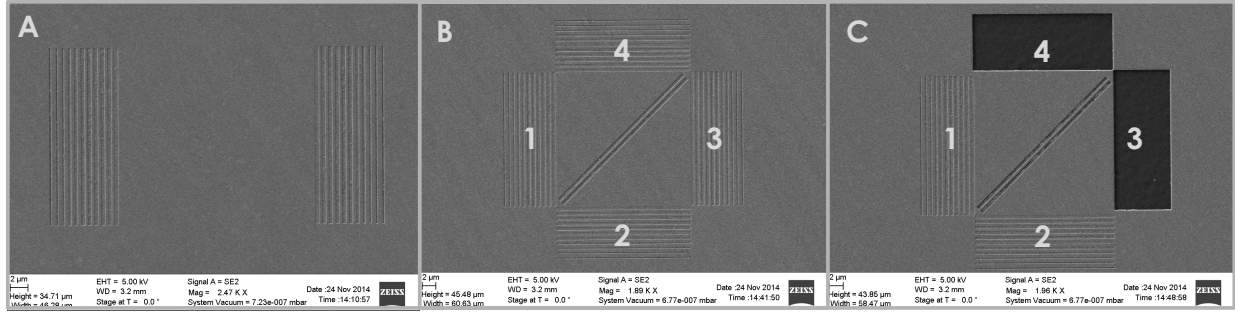 A
2 µm
Height = 34.71 µm
Width = 46.28 µm
EHT = 5.00 kV
WD = 3.2 mm
Stage at T = 0.0 °
Signal A = SE2
Mag = 2.47 K X
System Vacuum = 7.23e-007 mbar
Date :24 Nov 2014
Time :14:10:57
ZEISS
B
4
1
3
2
2 µm
Height = 45.48 µm
Width = 60.63 µm
EHT = 5.00 kV
WD = 3.2 mm
Stage at T = 0.0 °
Signal A = SE2
Mag = 1.89 K X
System Vacuum = 6.77e-007 mbar
Date :24 Nov 2014
Time :14:41:50
ZEISS
C
4
1
3
2
2 µm
Height = 43.85 µm
Width = 58.47 µm
EHT = 5.00 kV
WD = 3.2 mm
Stage at T = 0.0 °
Signal A = SE2
Mag = 1.96 K X
System Vacuum = 6.77e-007 mbar
Date :24 Nov 2014
Time :14:48:58
ZEISS